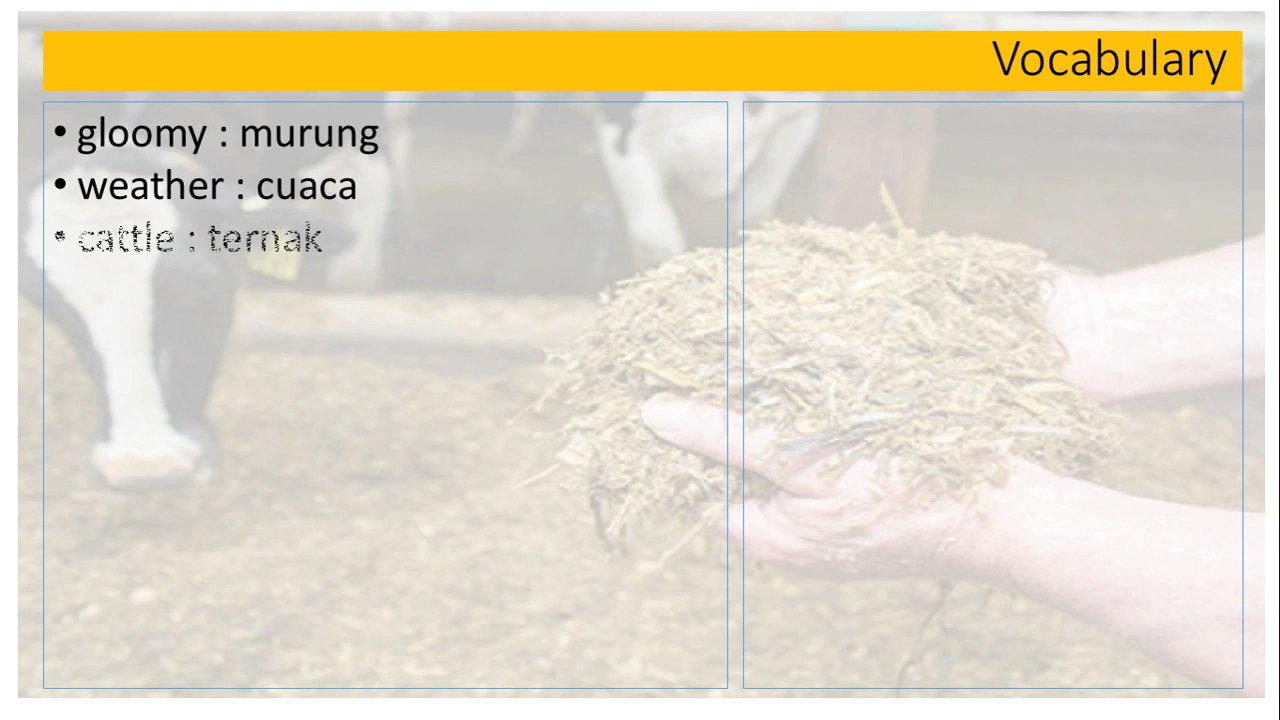 Vocabulary
• gloomy : murung
• weather : cuaca
• cattle : ternak